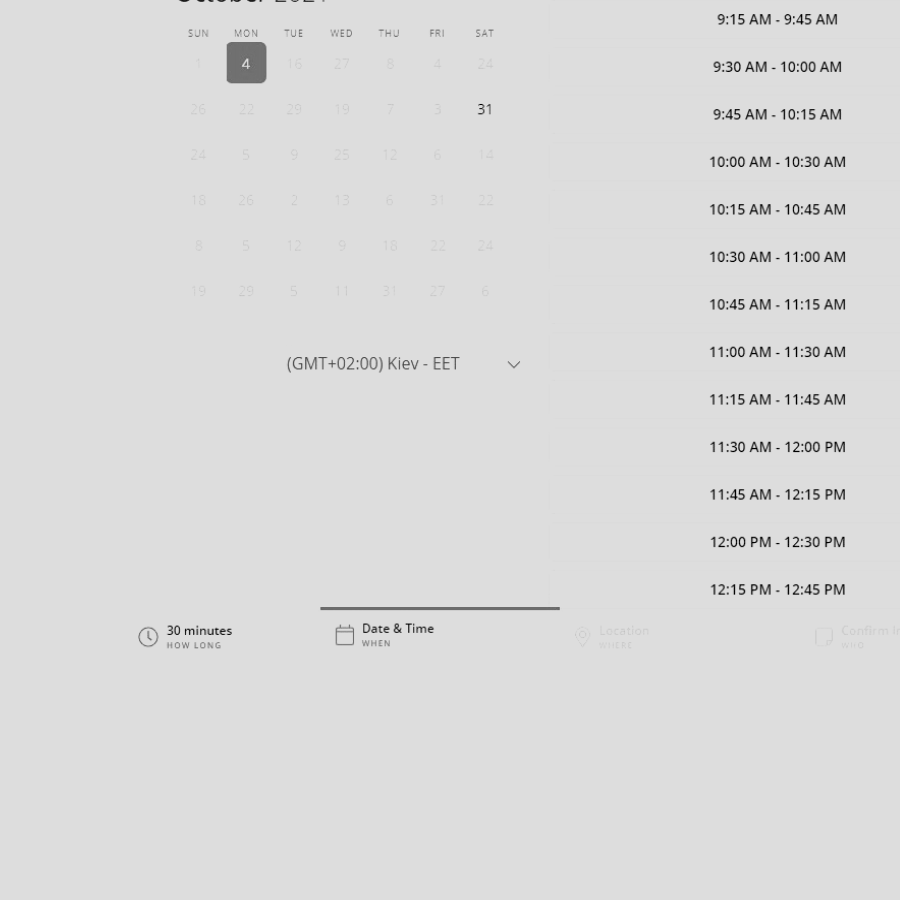 October 2021
SUN MON TUE WED THU FRI SAT
1 4 16 27 8 4 24
26 22 29 19 7 3 31
24 5 9 25 12 6 14
18 26 2 13 6 31 22
8 5 12 9 18 22 24
19 29 5 11 31 27 6
(GMT+02:00) Kiev - EET
9:15 AM - 9:45 AM
9:30 AM - 10:00 AM
9:45 AM - 10:15 AM
10:00 AM - 10:30 AM
10:15 AM - 10:45 AM
10:30 AM - 11:00 AM
10:45 AM - 11:15 AM
11:00 AM - 11:30 AM
11:15 AM - 11:45 AM
11:30 AM - 12:00 PM
11:45 AM - 12:15 PM
12:00 PM - 12:30 PM
12:15 PM - 12:45 PM
30 minutes
HOW LONG
Date & Time
WHEN
Location
WHERE
Confirm
WHO